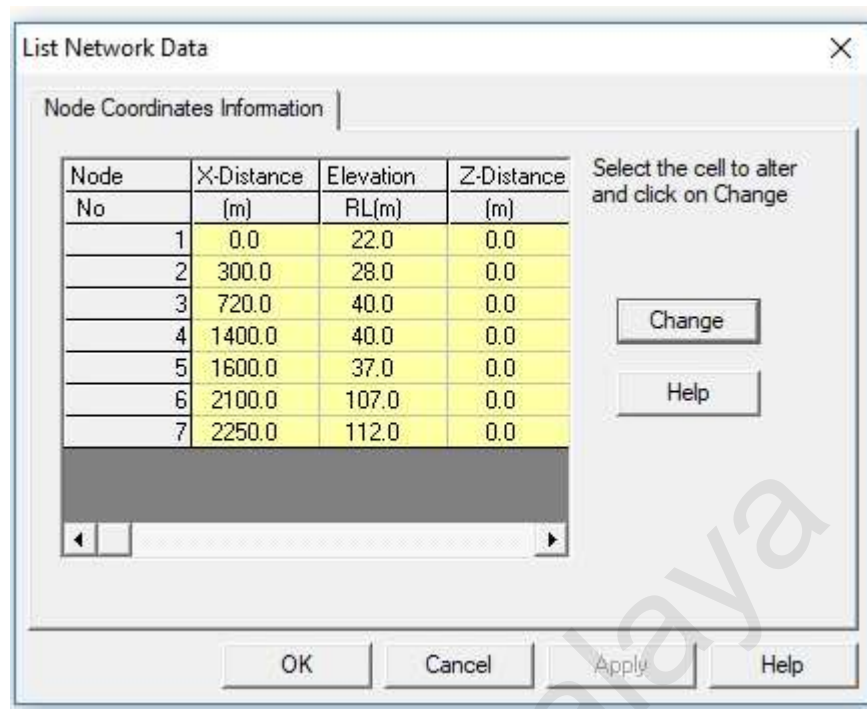 List Network Data
Node Coordinates Information
Node X-Distance Elevation Z-Distance
No (m) RL(m) (m)
1 0.0 22.0 0.0
2 300.0 28.0 0.0
3 720.0 40.0 0.0
4 1400.0 40.0 0.0
5 1600.0 37.0 0.0
6 2100.0 107.0 0.0
7 2250.0 112.0 0.0
Select the cell to alter
and click on Change
Change
Help
OK Cancel Apply Help